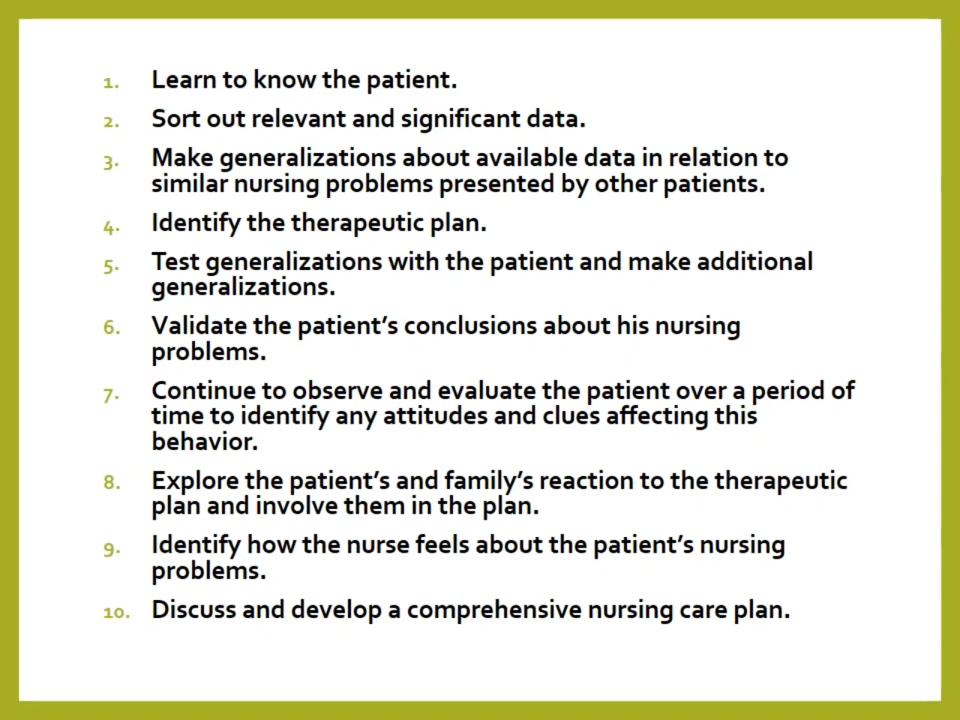 1. Learn to know the patient.
2. Sort out relevant and significant data.
3. Make generalizations about available data in relation to
similar nursing problems presented by other patients.
4. Identify the therapeutic plan.
5. Test generalizations with the patient and make additional
generalizations.
6. Validate the patient’s conclusions about his nursing
problems.
7. Continue to observe and evaluate the patient over a period of
time to identify any attitudes and clues affecting this
behavior.
8. Explore the patient’s and family’s reaction to the therapeutic
plan and involve them in the plan.
9. Identify how the nurse feels about the patient’s nursing
problems.
10. Discuss and develop a comprehensive nursing care plan.